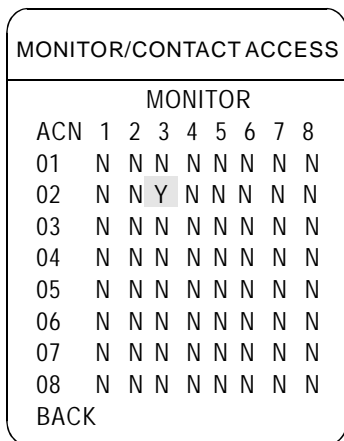 MONITOR/CONTACT ACCESS
MONITOR
ACN 1 2 3 4 5 6 7 8
01 N N N N N N N N
02 N N Y N N N N N
03 N N N N N N N N
04 N N N N N N N N
05 N N N N N N N N
06 N N N N N N N N
07 N N N N N N N N
08 N N N N N N N N
BACK